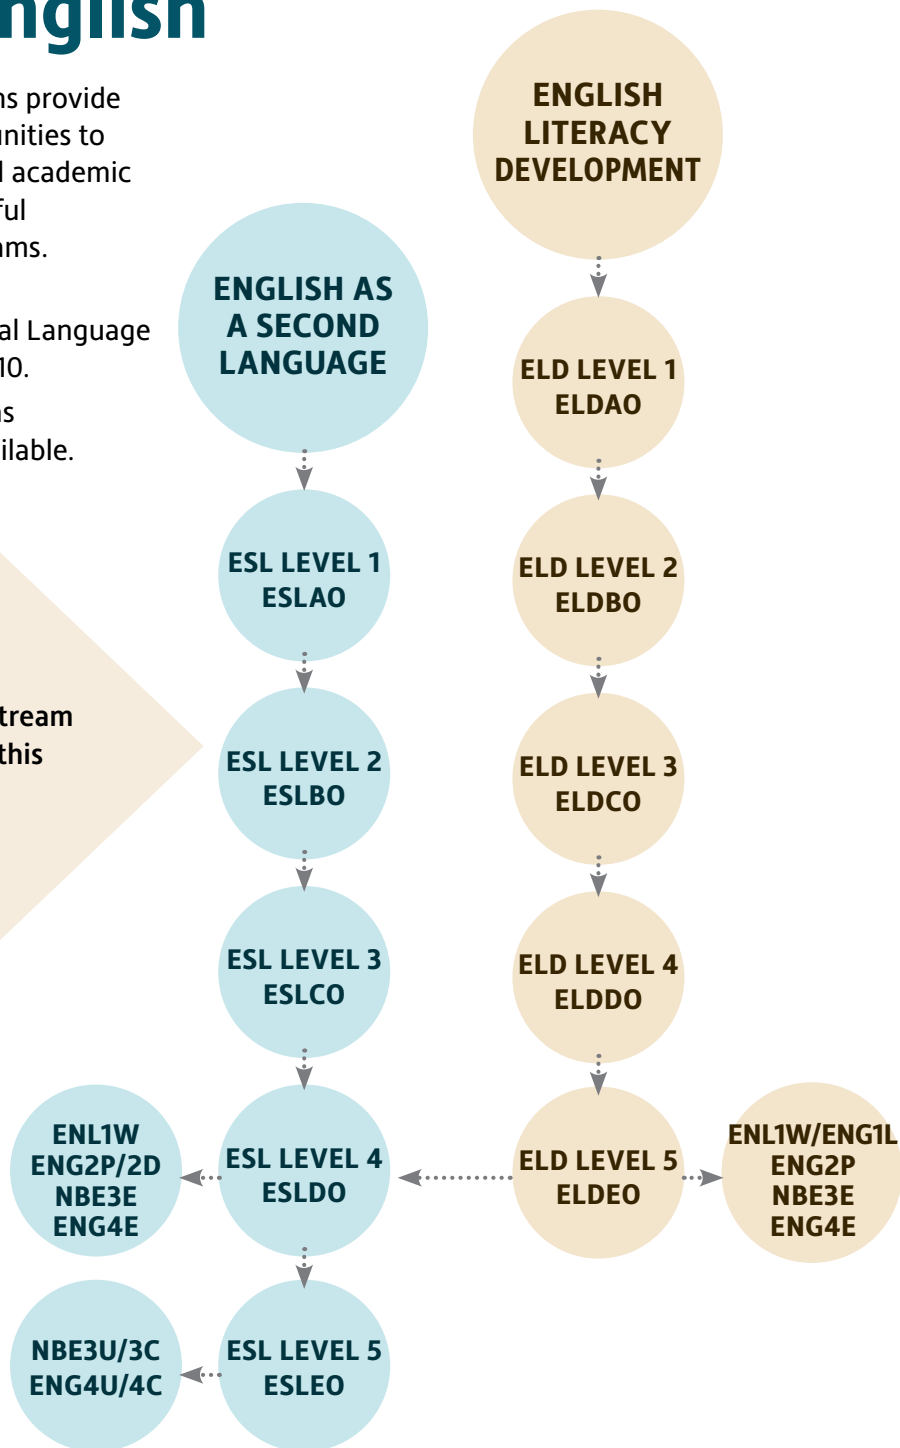 nglish
ns provide
unities to
l academic
ful
ams.
al Language
10.
ns
ilable.
tream
this
ENGLISH AS
A SECOND
LANGUAGE
ESL LEVEL 1
ESLAO
ESL LEVEL 2
ESLBO
ESL LEVEL 3
ESLCO
ESL LEVEL 4
ESLDO
ENL1W
ENG2P/2D
NBE3E
ENG4E
ESL LEVEL 5
ESLEO
NBE3U/3C
ENG4U/4C
ENGLISH
LITERACY
DEVELOPMENT
ELD LEVEL 1
ELDAO
ELD LEVEL 2
ELDBO
ELD LEVEL 3
ELDCO
ELD LEVEL 4
ELDDO
ELD LEVEL 5
ELDEO
ENL1W/ENG1L
ENG2P
NBE3E
ENG4E